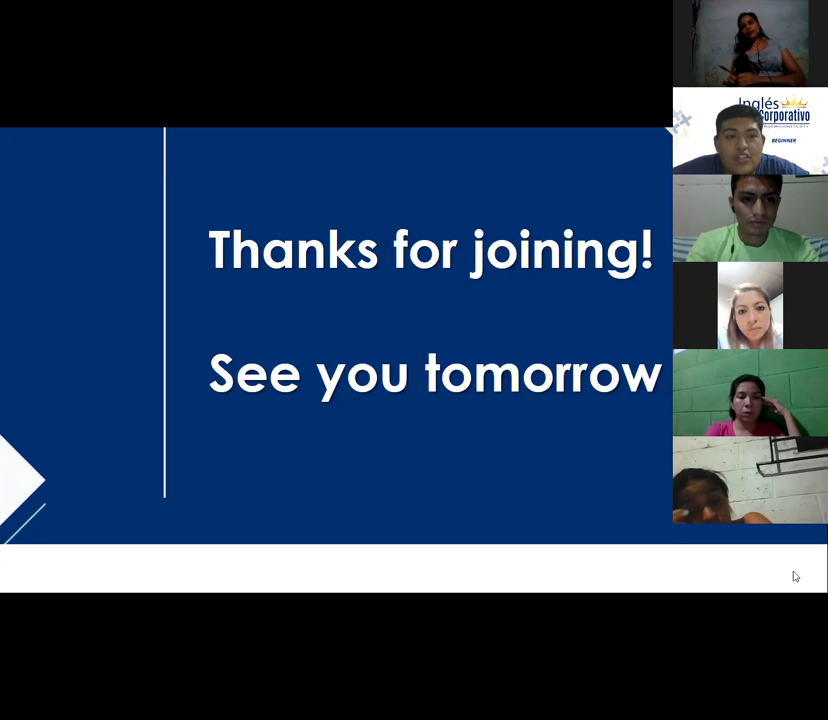 Thanks for joining!
See you tomorrow
Inglés
Corporativo
BEGINNER